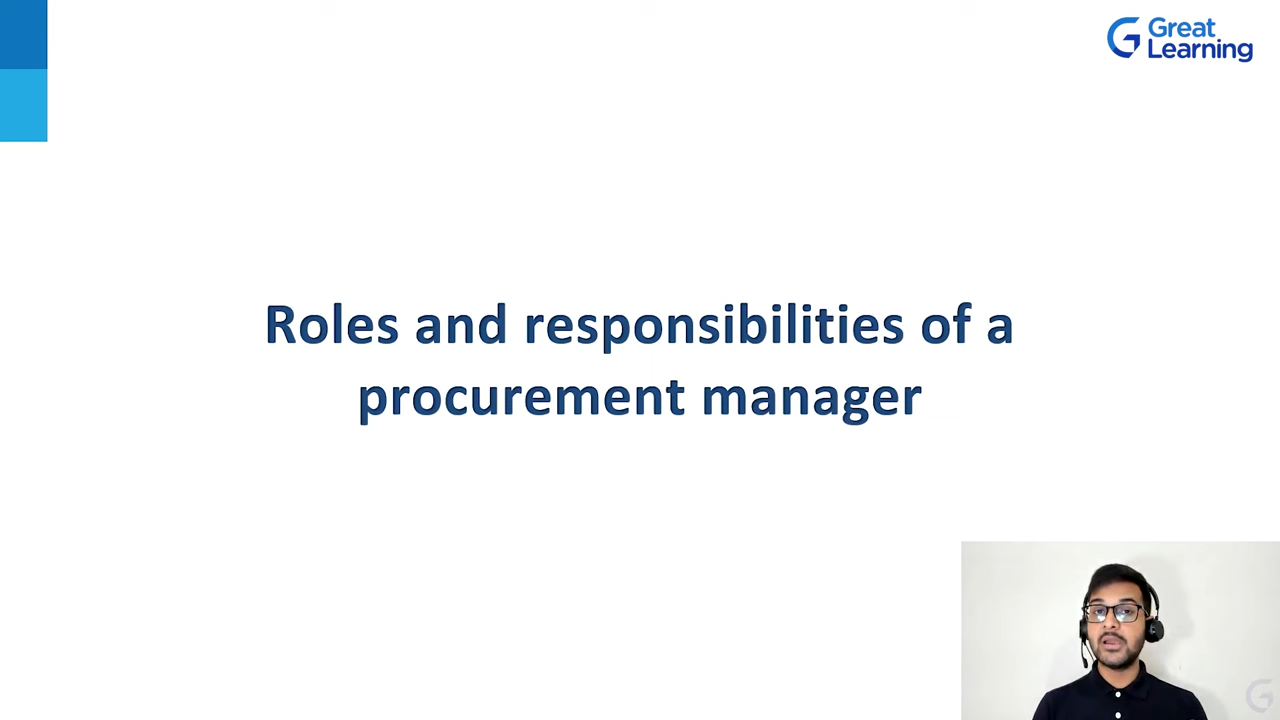 Great
Learning
Roles and responsibilities of a
procurement manager